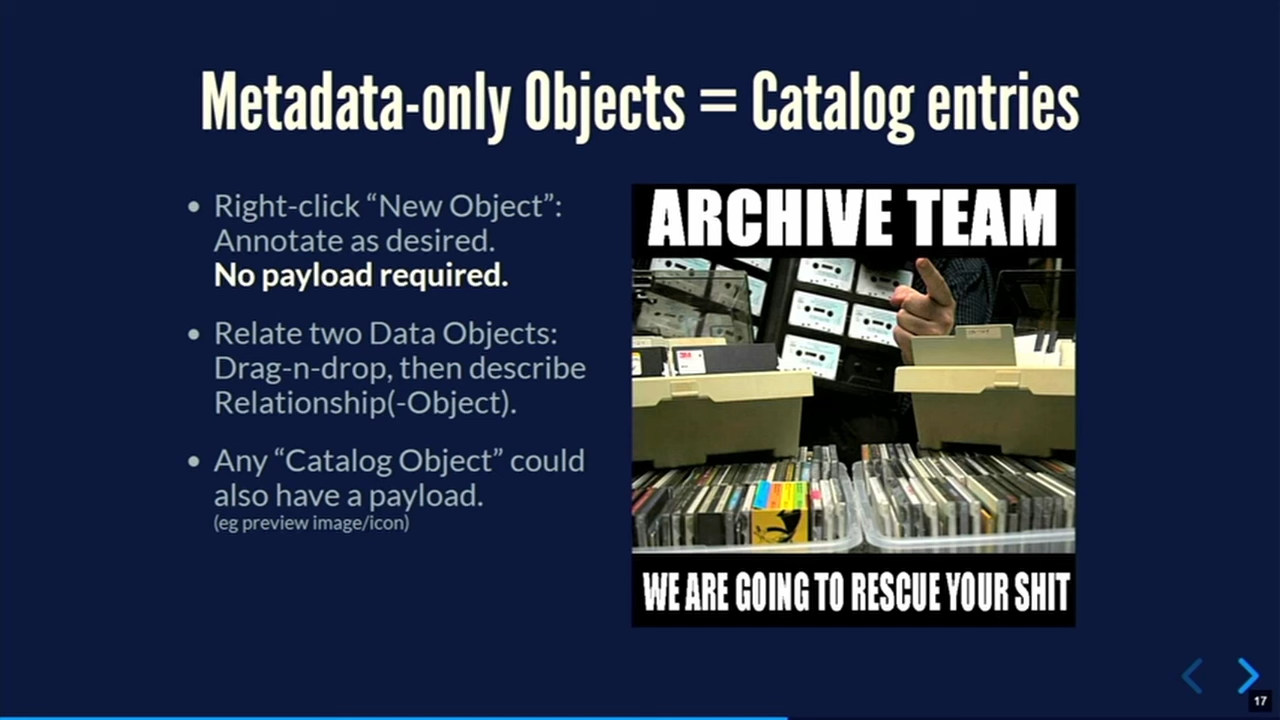 Metadata-only Objects = Catalog entries
• Right-click “New Object”:
Annotate as desired.
No payload required.
• Relate two Data Objects:
Drag-n-drop, then describe
Relationship(-Object).
• Any “Catalog Object” could
also have a payload.
(eg preview image/icon)
ARCHIVE TEAM
3M
WE ARE GOING TO RESCUE YOUR SHIT
17